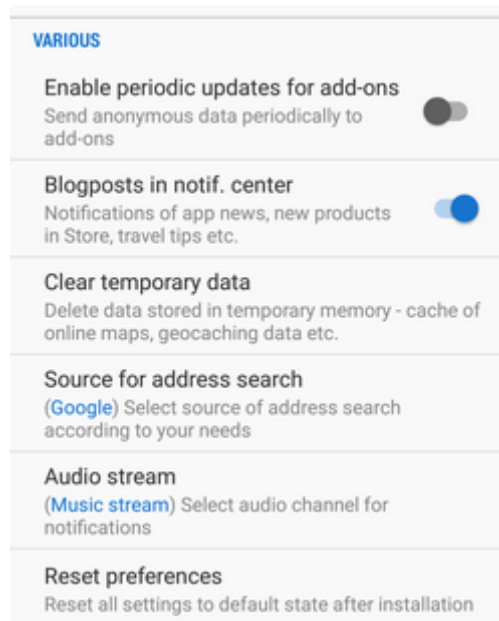 VARIOUS
Enable periodic updates for add-ons
Send anonymous data periodically to
add-ons
Blogposts in notif. center
Notifications of app news, new products
in Store, travel tips etc.
Clear temporary data
Delete data stored in temporary memory - cache of
online maps, geocaching data etc.
Source for address search
(Google) Select source of address search
according to your needs
Audio stream
(Music stream) Select audio channel for
notifications
Reset preferences
Reset all settings to default state after installation